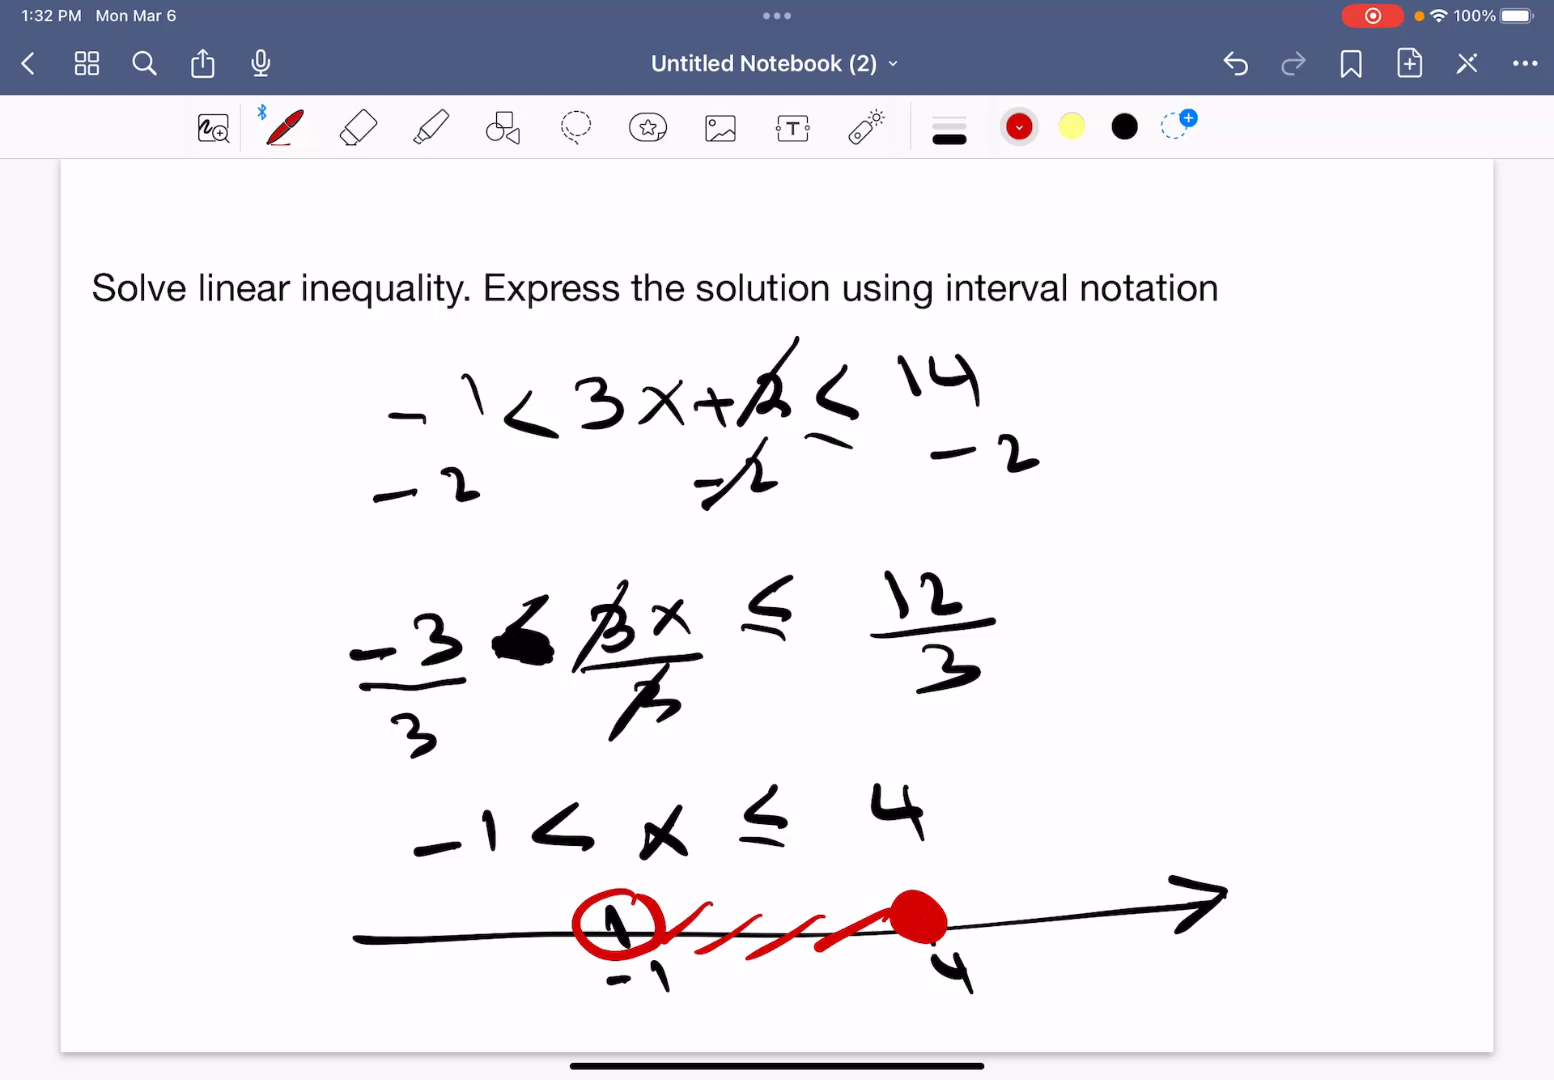 1:32 PM Mon Mar 6
100%
Untitled Notebook (2)
T
Solve linear inequality. Express the solution using interval notation
-1 < 3x+2 ≤ 14
-2 -2 -2
-3 < 3x ≤ 12
3 3 3
-1 < x ≤ 4
-1 4